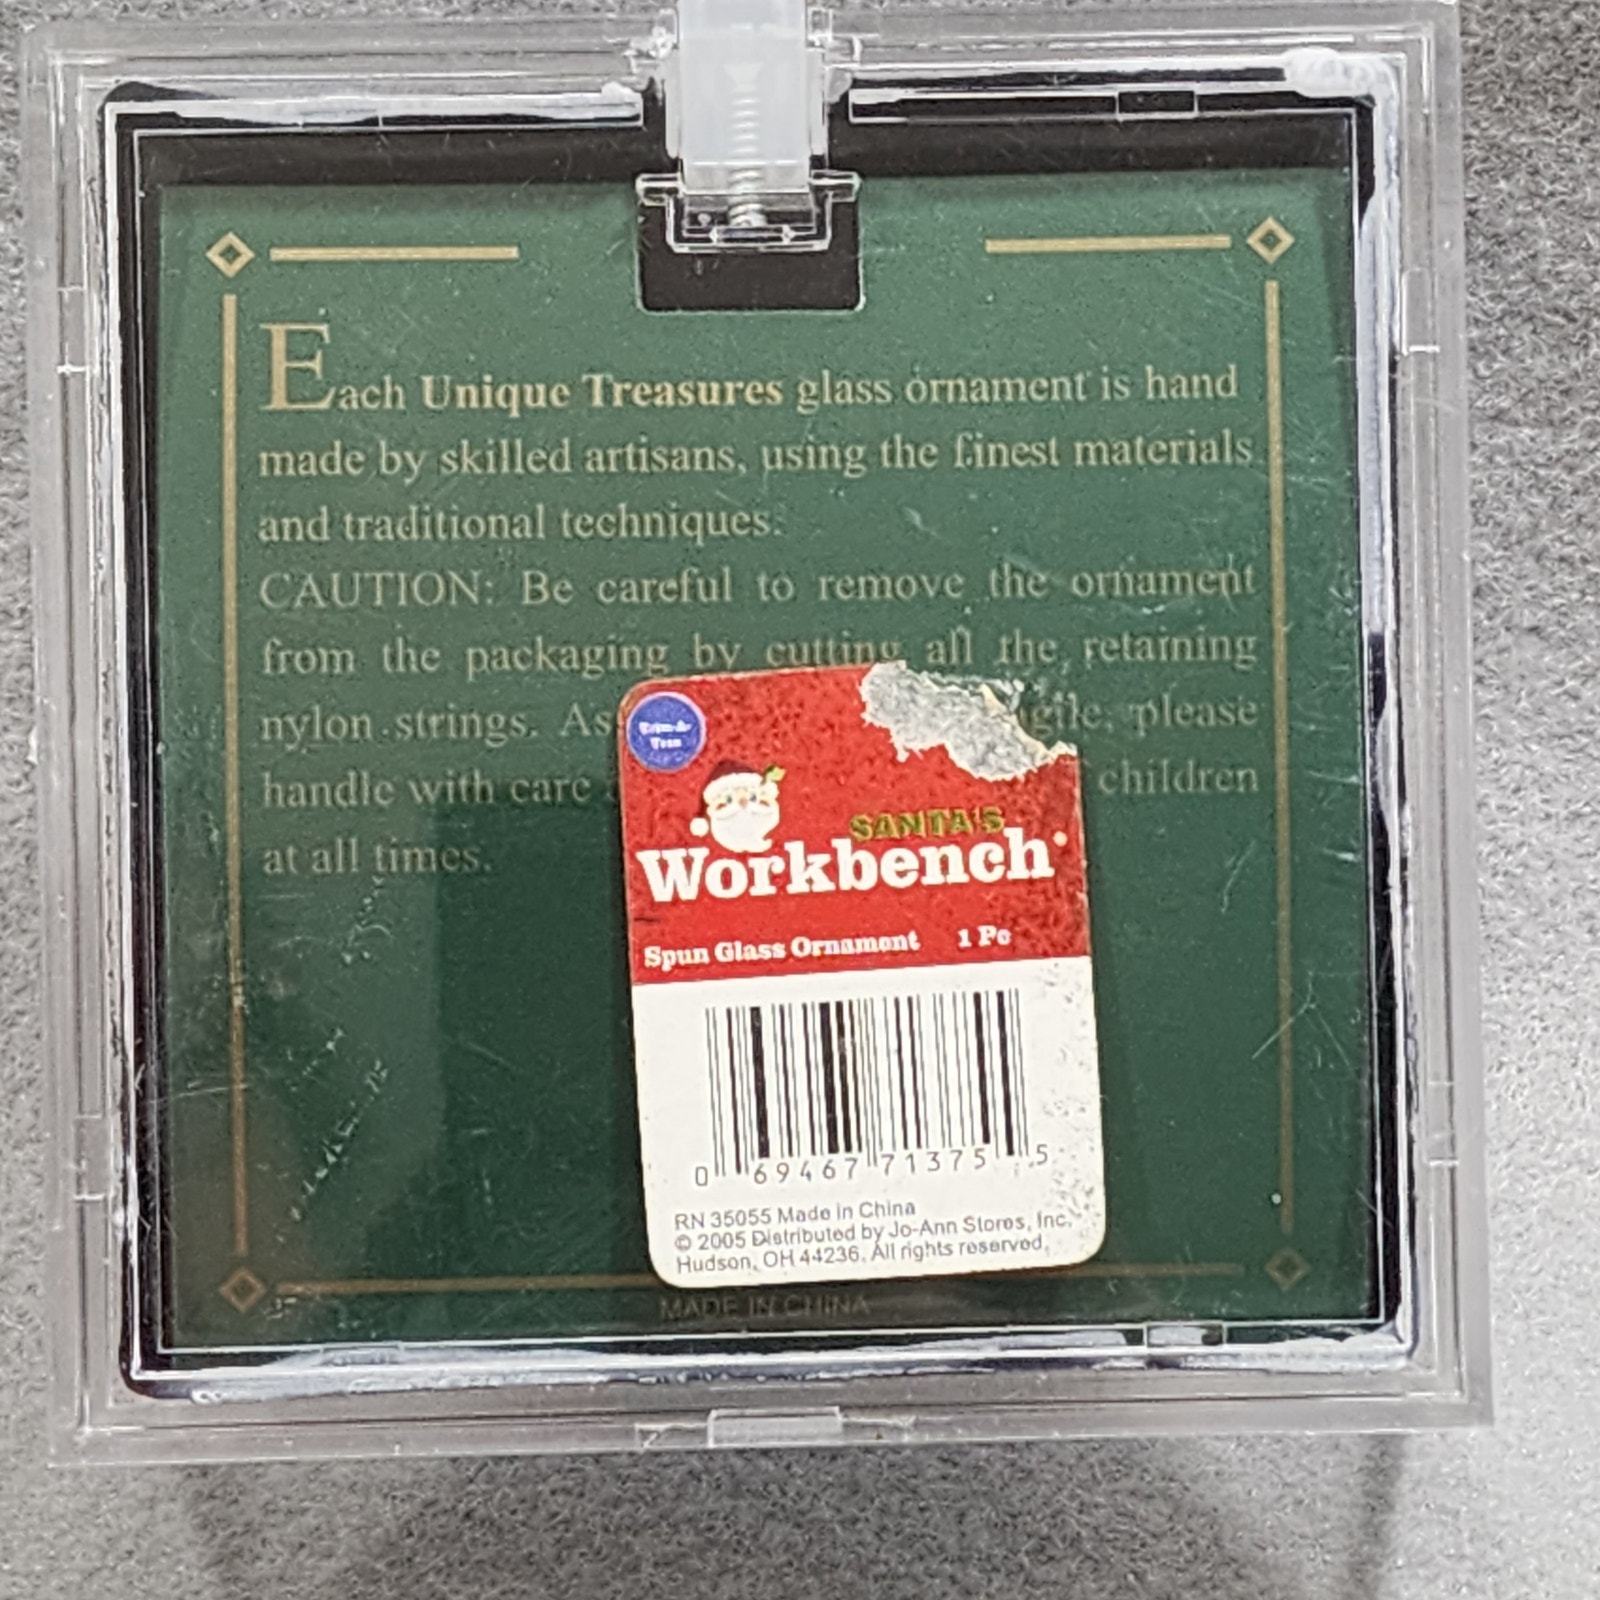 Each Unique Treasures glass ornament is hand
made by skilled artisans, using the finest materials
and traditional techniques.
CAUTION: Be careful to remove the ornament
from the packaging by cutting all the retaining
nylon strings. As please
handle with care children
at all times.
SANTA'S
Workbench
Spun Glass Ornament 1 Pc
0 69467 71375 5
RN 35055 Made in China
© 2005 Distributed by Jo-Ann Stores, Inc.
Hudson, OH 44236. All rights reserved.
MADE IN CHINA